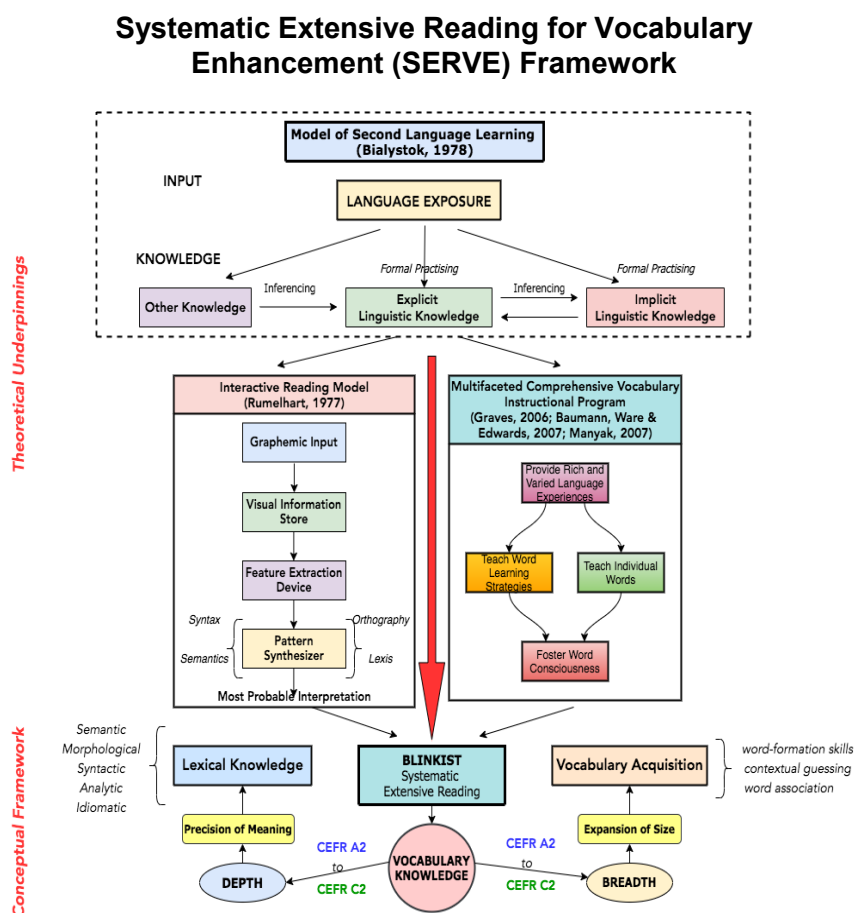 Systematic Extensive Reading for Vocabulary
Enhancement (SERVE) Framework
Theoretical Underpinnings
Model of Second Language Learning
(Bialystok, 1978)
INPUT
LANGUAGE EXPOSURE
KNOWLEDGE
Formal Practising
Formal Practising
Inferencing
Inferencing
Other Knowledge
Explicit
Linguistic Knowledge
Implicit
Linguistic Knowledge
Interactive Reading Model
(Rumelhart, 1977)
Graphemic Input
Visual Information
Store
Feature Extraction
Device
Syntax
Orthography
Pattern
Synthesizer
Semantics
Lexis
Most Probable Interpretation
Multifaceted Comprehensive Vocabulary
Instructional Program
(Graves, 2006; Baumann, Ware &
Edwards, 2007; Manyak, 2007)
Provide Rich and
Varied Language
Experiences
Teach Word
Learning
Strategies
Teach Individual
Words
Foster Word
Consciousness
Conceptual Framework
Semantic
Morphological
Syntactic
Analytic
Idiomatic
Lexical Knowledge
BLINKIST
Systematic
Extensive Reading
Vocabulary Acquisition
word-formation skills
contextual guessing
word association
Precision of Meaning
Expansion of Size
CEFR A2
to
CEFR C2
VOCABULARY
KNOWLEDGE
CEFR A2
to
CEFR C2
DEPTH
BREADTH